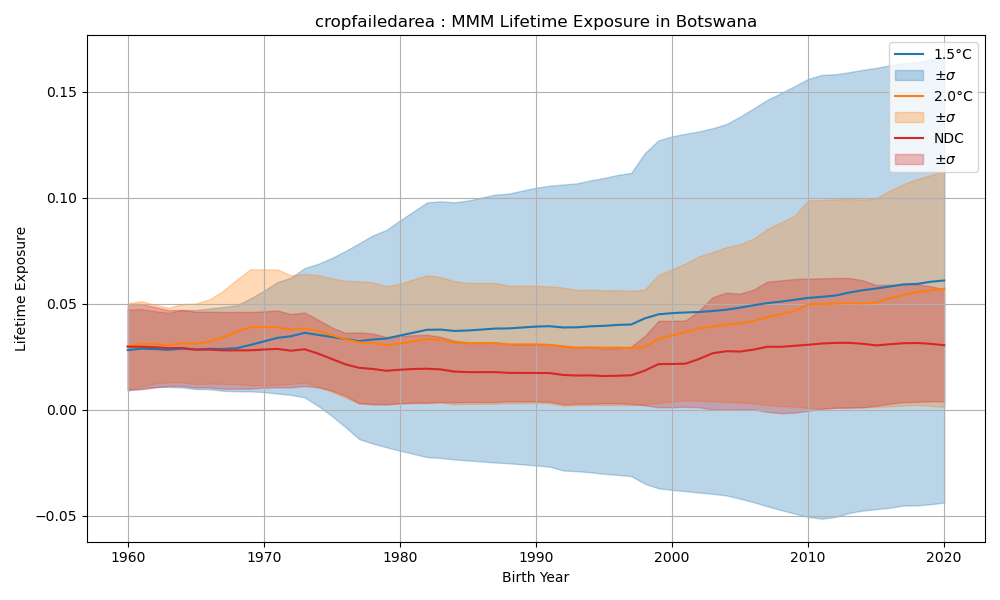 cropfailedarea : MMM Lifetime Exposure in Botswana
1.5°C
±σ
2.0°C
±σ
NDC
±σ
Lifetime Exposure
0.15
0.10
0.05
0.00
−0.05
1960 1970 1980 1990 2000 2010 2020
Birth Year